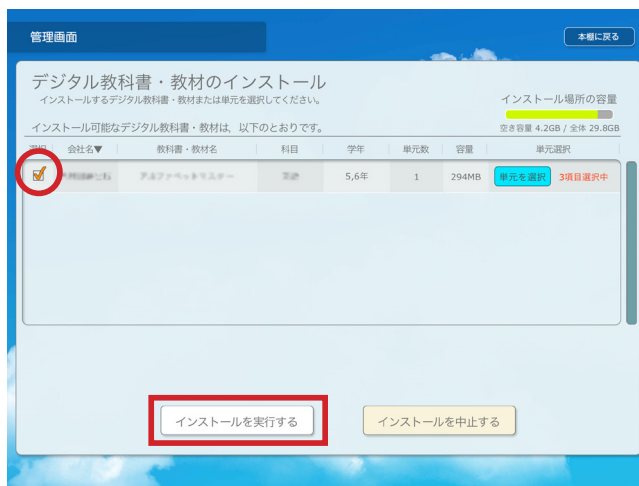 管理画面
本棚に戻る
デジタル教科書・教材のインストール
インストールするデジタル教科書・教材または単元を選択してください。
インストール場所の容量
空き容量 4.2GB / 全体 29.8GB
インストール可能なデジタル教科書・教材は、以下のとおりです。
選択 会社名▼ 教科書・教材名 科目 学年 単元数 容量 単元選択
5,6年 1 294MB 単元を選択 3項目選択中
インストールを実行する
インストールを中止する